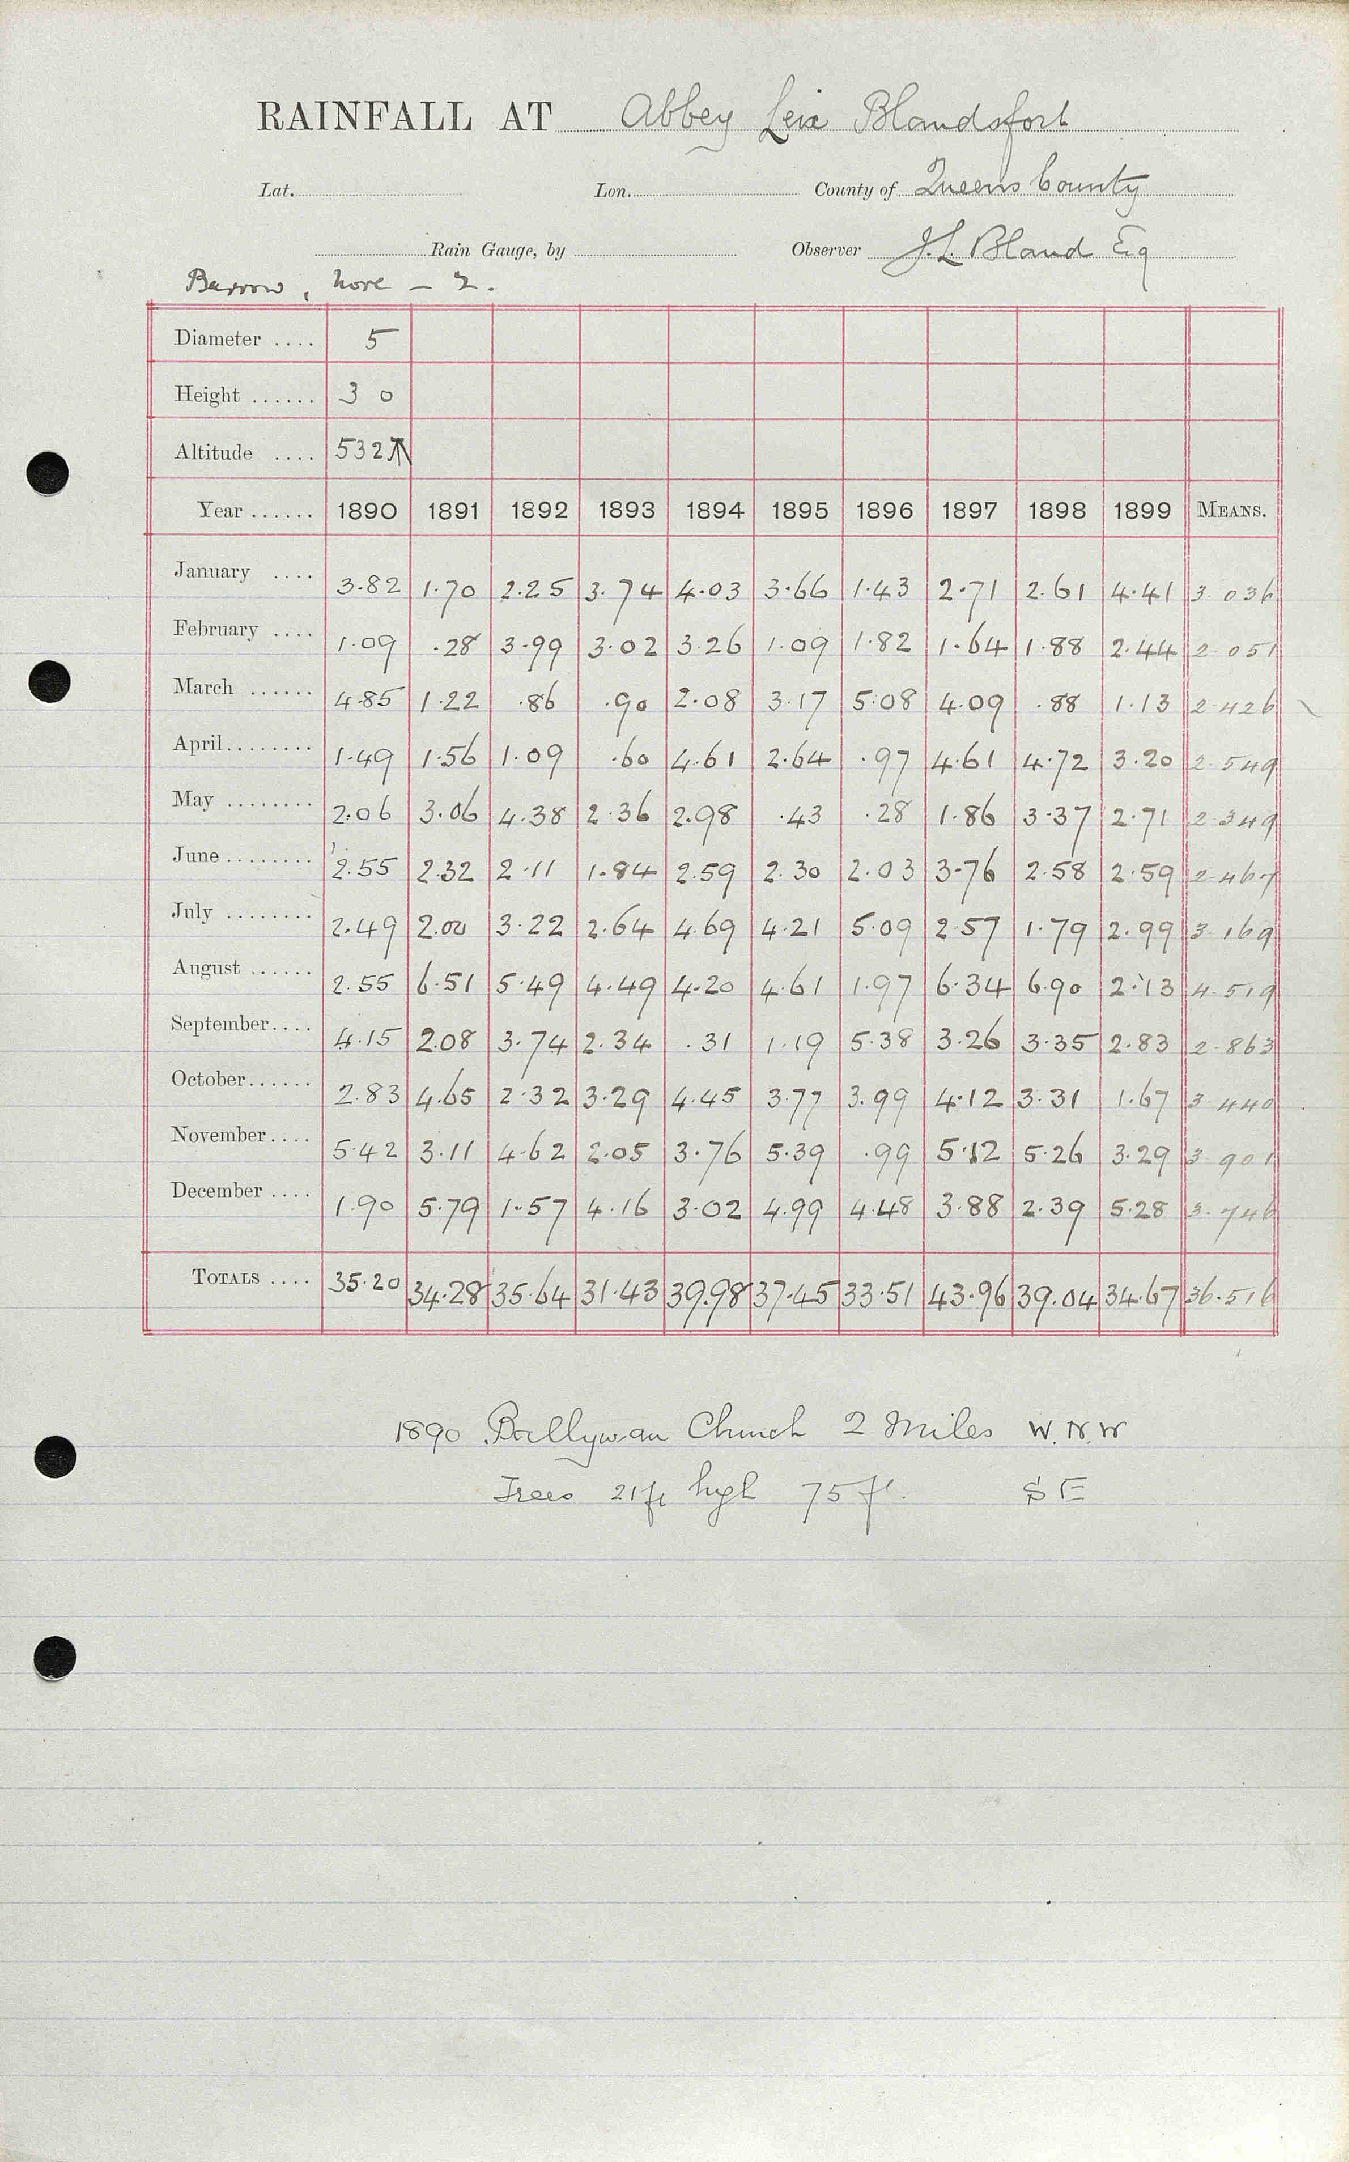 RAINFALL AT Abbey Leix Blandsfort
Lat. Lon. County of Queens County
Rain Gauge, by Observer J.L. Bland Esq
Barrow, Nore - 2.
Diameter .... 5
Height ...... 3 0
Altitude .... 532
Year ...... 1890 1891 1892 1893 1894 1895 1896 1897 1898 1899 MEANS.
January .... 3.82 1.70 2.25 3.74 4.03 3.66 1.43 2.71 2.61 4.41 3.036
February .... 1.09 .28 3.99 3.02 3.26 1.09 1.82 1.64 1.88 2.44 2.051
March ...... 4.85 1.22 .86 .90 2.08 3.17 5.08 4.09 .88 1.13 2.426
April ........ 1.49 1.56 1.09 .60 4.61 2.64 .97 4.61 4.72 3.20 2.549
May ........ 2.06 3.06 4.38 2.36 2.98 .43 .28 1.86 3.37 2.71 2.349
June ........ 2.55 2.32 2.11 1.84 2.59 2.30 2.03 3.76 2.58 2.59 2.467
July ........ 2.49 2.00 3.22 2.64 4.69 4.21 5.09 2.57 1.79 2.99 3.169
August ...... 2.55 6.51 5.49 4.49 4.20 4.61 1.97 6.34 6.90 2.13 4.519
September .... 4.15 2.08 3.74 2.34 .31 1.19 5.38 3.26 3.35 2.83 2.863
October ...... 2.83 4.65 2.32 3.29 4.45 3.77 3.99 4.12 3.31 1.67 3.440
November .... 5.42 3.11 4.62 2.05 3.76 5.39 .99 5.12 5.26 3.29 3.901
December .... 1.90 5.79 1.57 4.16 3.02 4.99 4.48 3.88 2.39 5.28 3.746
TOTALS .... 35.20 34.28 35.64 31.43 39.98 37.45 33.51 43.96 39.04 34.67 36.516
1890 Ballywan Church 2 Miles W.N.W
Trees 21 ft high 75 ft. S E